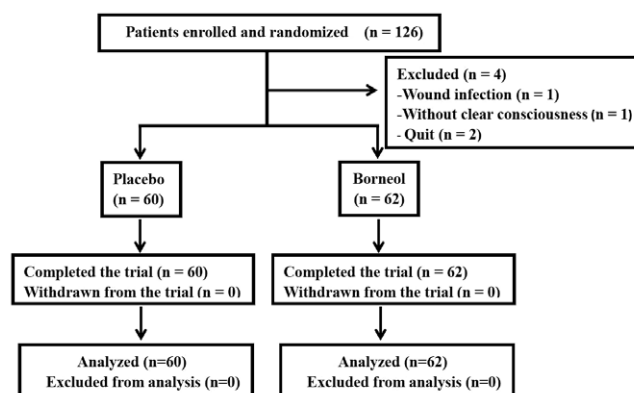 Patients enrolled and randomized (n = 126)
Excluded (n = 4)
-Wound infection (n = 1)
-Without clear consciousness (n = 1)
- Quit (n = 2)
Placebo
(n = 60)
Borneol
(n = 62)
Completed the trial (n = 60)
Withdrawn from the trial (n = 0)
Completed the trial (n = 62)
Withdrawn from the trial (n = 0)
Analyzed (n=60)
Excluded from analysis (n=0)
Analyzed (n=62)
Excluded from analysis (n=0)